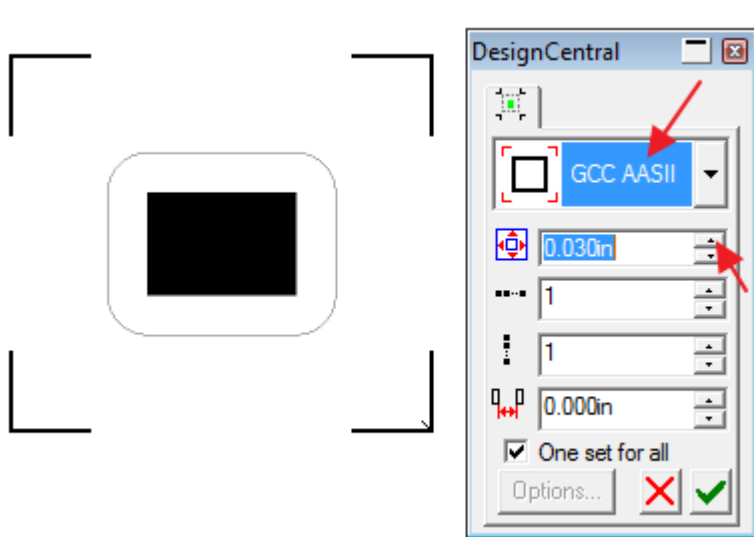 DesignCentral
GCC AASII
0.030in
1
1
0.000in
One set for all
Options...